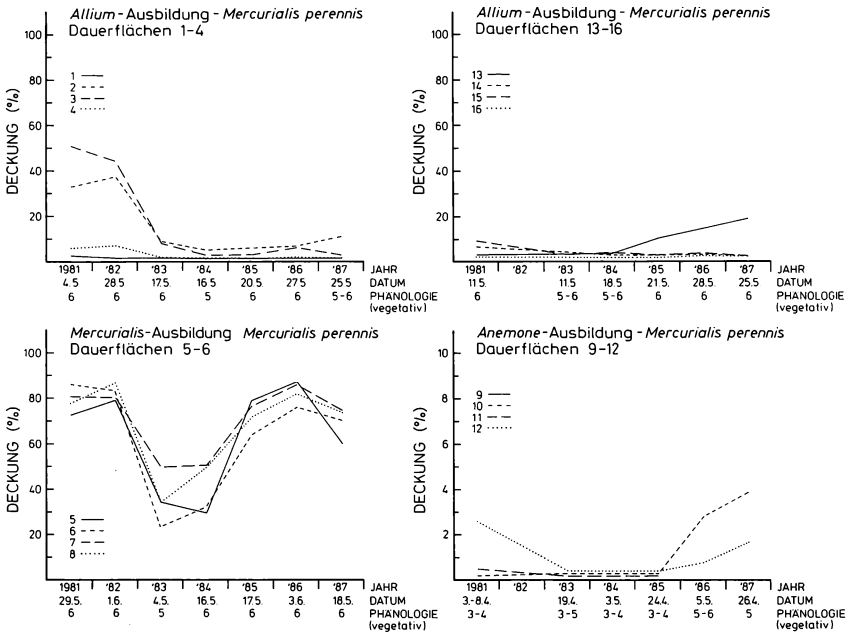 Allium-Ausbildung - Mercurialis perennis
Dauerflächen 1-4
DECKUNG (%)
100
80
60
40
20
1
2
3
4
1981 '82 '83 '84 '85 '86 '87 JAHR
4.5 28.5 17.5. 16.5 20.5. 27.5 25.5 DATUM
6 6 6 5 6 6 5-6 PHÄNOLOGIE
(vegetativ)
Allium-Ausbildung - Mercurialis perennis
Dauerflächen 13-16
DECKUNG (%)
100
80
60
40
20
13
14
15
16
1981 '82 '83 '84 '85 '86 '87 JAHR
11.5. 11.5 18.5 21.5. 28.5. 25.5 DATUM
6 5-6 5-6 6 6 6 PHÄNOLOGIE
(vegetativ)
Mercurialis-Ausbildung Mercurialis perennis
Dauerflächen 5-6
DECKUNG (%)
100
80
60
40
20
5
6
7
8
1981 '82 '83 '84 '85 '86 '87 JAHR
29.5. 1.6. 4.5. 16.5. 17.5. 3.6. 18.5. DATUM
6 6 5 6 6 6 6 PHÄNOLOGIE
(vegetativ)
Anemone-Ausbildung - Mercurialis perennis
Dauerflächen 9-12
DECKUNG (%)
10
8
6
4
2
9
10
11
12
1981 '82 '83 '84 '85 '86 '87 JAHR
3.-8.4. 19.4. 3.5. 24.4. 5.5. 26.4. DATUM
3-4 3-5 3-4 3-4 5-6 5 PHÄNOLOGIE
(vegetativ)